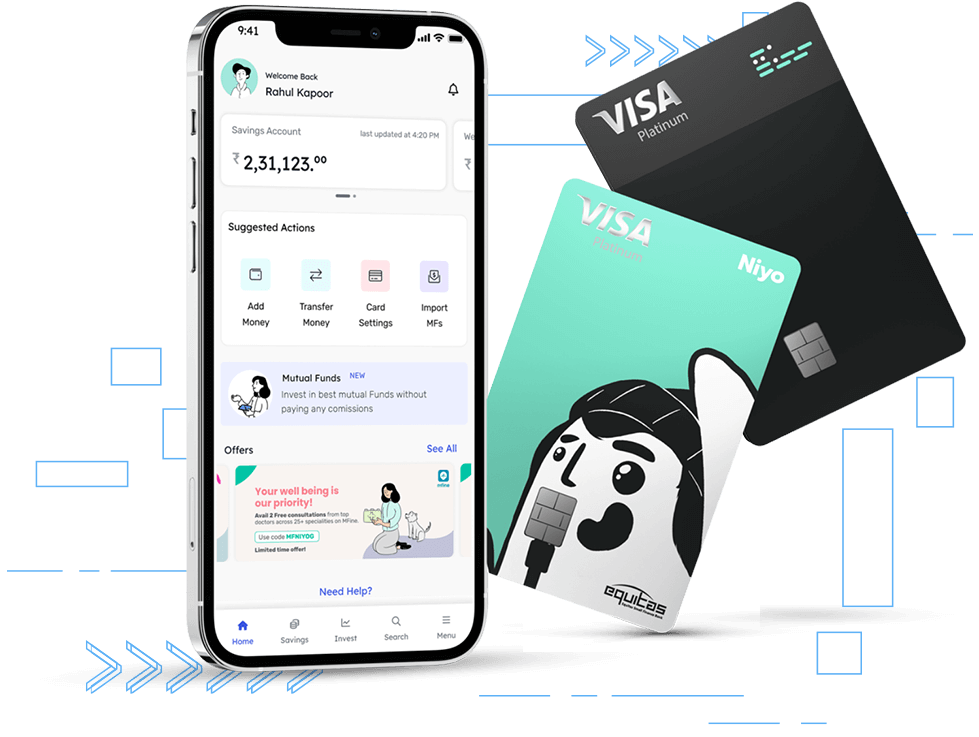 9:41
Welcome Back
Rahul Kapoor
Savings Account
last updated at 4:20 PM
We
₹ 2,31,123.00
₹
Suggested Actions
Add
Money
Transfer
Money
Card
Settings
Import
MFs
Mutual Funds NEW
Invest in best mutual Funds without
paying any comissions
Offers
See All
Your well being is
our priority!
Avail 2 Free consultations from top
doctors across 25+ specialities on MFine.
Use code MFNIYOG
Limited time offer!
mfine
Need Help?
Home
Savings
Invest
Search
Menu
VISA
Platinum
VISA
Platinum
Niyo
equitas